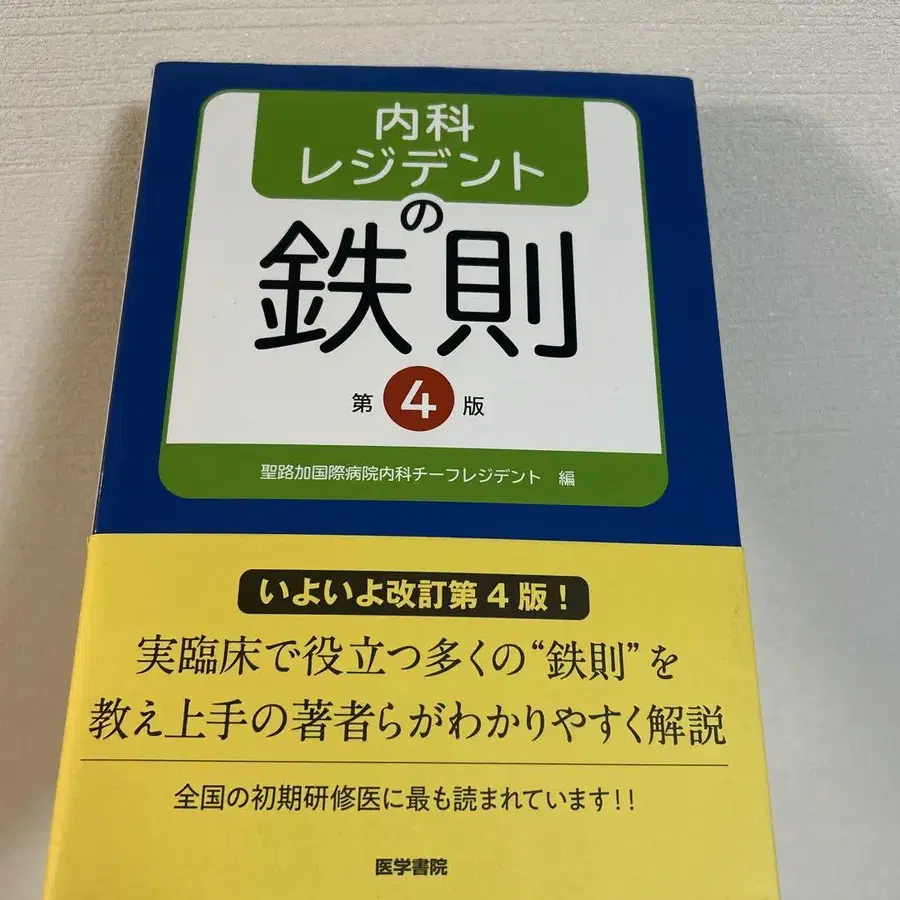 内科
レジデント
の
鉄則
第4版
聖路加国際病院内科チーフレジデント 編
いよいよ改訂第4版！
実臨床で役立つ多くの“鉄則”を
教え上手の著者らがわかりやすく解説
全国の初期研修医に最も読まれています！！
医学書院